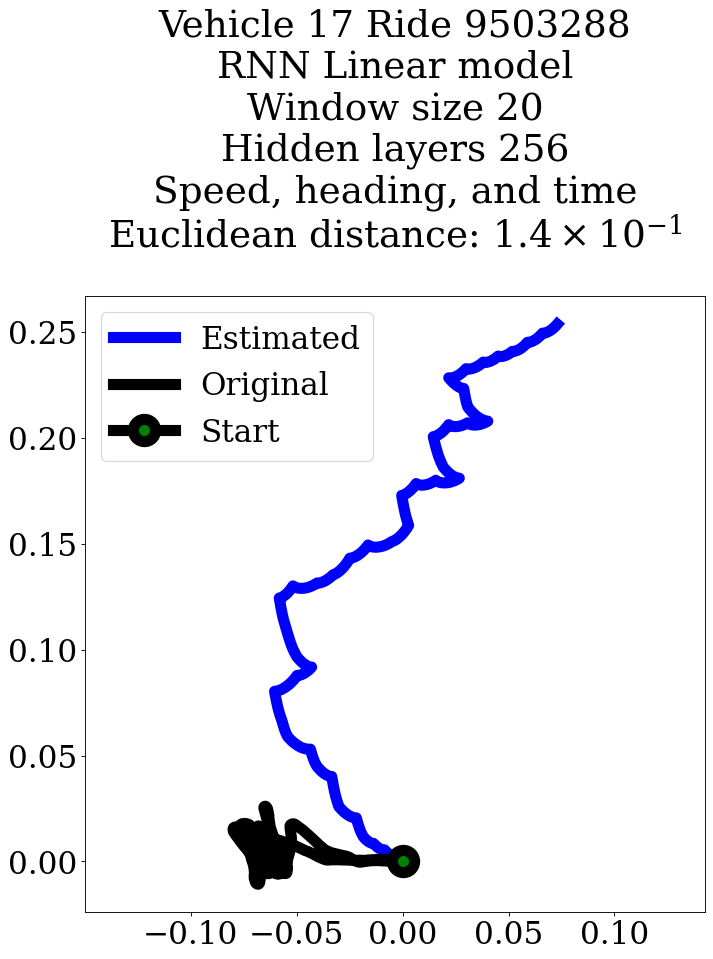 Vehicle 17 Ride 9503288
RNN Linear model
Window size 20
Hidden layers 256
Speed, heading, and time
Euclidean distance: 1.4 × 10⁻¹
Estimated
Original
Start
0.25
0.20
0.15
0.10
0.05
0.00
−0.10 −0.05 0.00 0.05 0.10